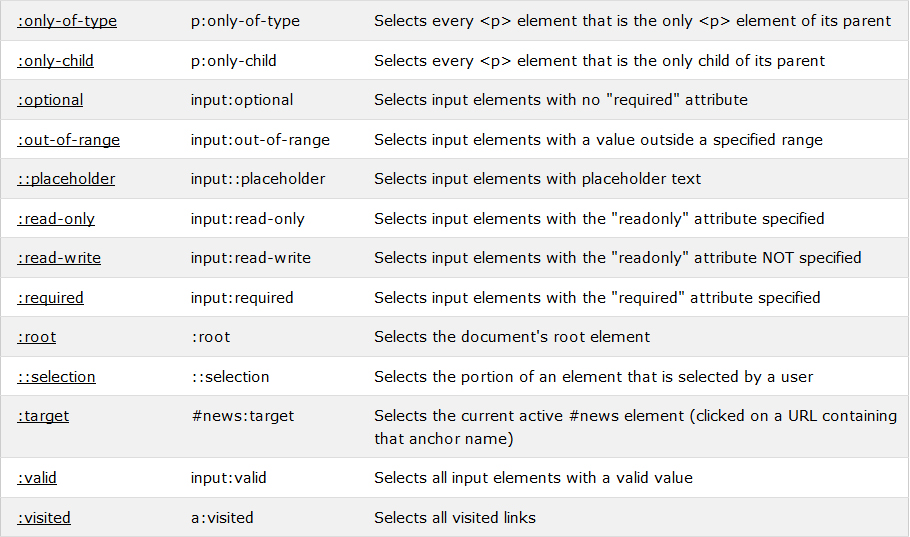 :only-of-type p:only-of-type Selects every <p> element that is the only <p> element of its parent
:only-child p:only-child Selects every <p> element that is the only child of its parent
:optional input:optional Selects input elements with no "required" attribute
:out-of-range input:out-of-range Selects input elements with a value outside a specified range
::placeholder input::placeholder Selects input elements with placeholder text
:read-only input:read-only Selects input elements with the "readonly" attribute specified
:read-write input:read-write Selects input elements with the "readonly" attribute NOT specified
:required input:required Selects input elements with the "required" attribute specified
:root :root Selects the document's root element
::selection ::selection Selects the portion of an element that is selected by a user
:target #news:target Selects the current active #news element (clicked on a URL containing
that anchor name)
:valid input:valid Selects all input elements with a valid value
:visited a:visited Selects all visited links